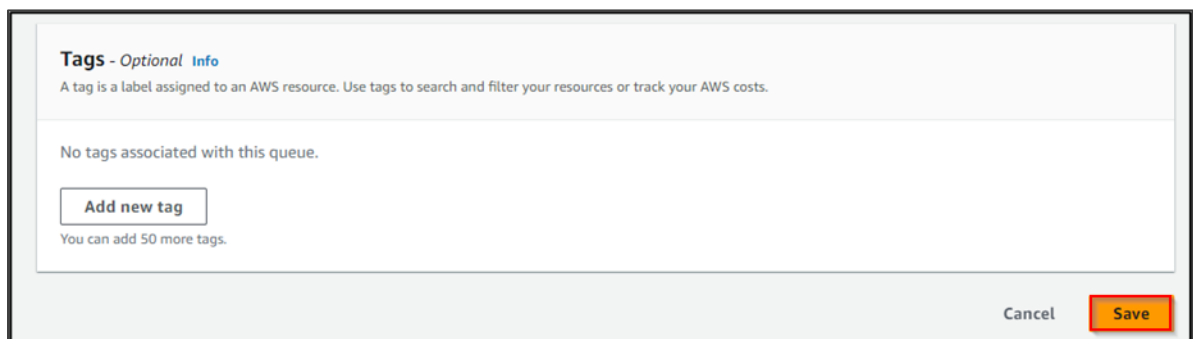 Tags - Optional Info
A tag is a label assigned to an AWS resource. Use tags to search and filter your resources or track your AWS costs.
No tags associated with this queue.
Add new tag
You can add 50 more tags.
Cancel Save